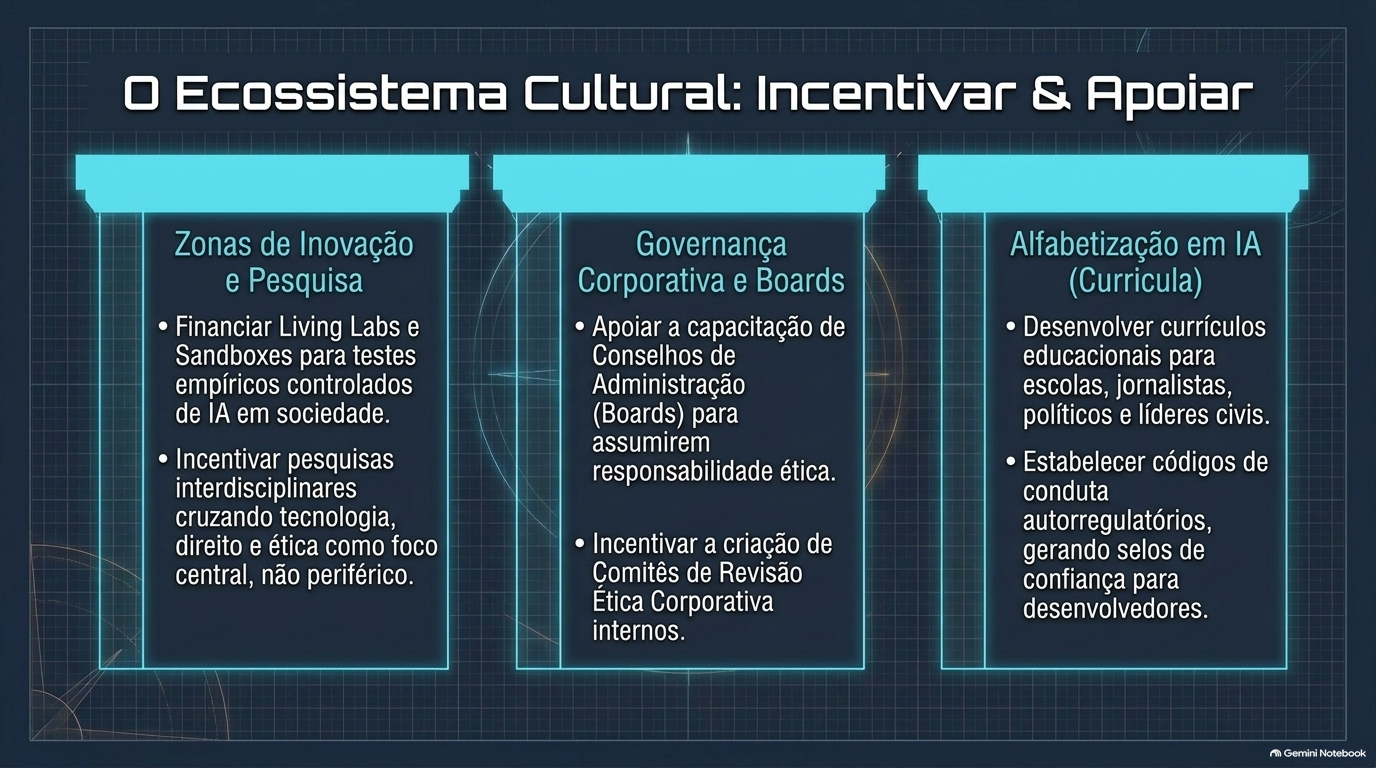 O Ecossistema Cultural: Incentivar & Apoiar
Zonas de Inovação
e Pesquisa
• Financiar Living Labs e
Sandboxes para testes
empíricos controlados
de IA em sociedade.
• Incentivar pesquisas
interdisciplinares
cruzando tecnologia,
direito e ética como foco
central, não periférico.
Governança
Corporativa e Boards
• Apoiar a capacitação de
Conselhos de
Administração
(Boards) para
assumirem
responsabilidade ética.
• Incentivar a criação de
Comitês de Revisão
Ética Corporativa
internos.
Alfabetização em IA
(Curricula)
• Desenvolver currículos
educacionais para
escolas, jornalistas,
políticos e líderes civis.
• Estabelecer códigos de
conduta
autorregulatórios,
gerando selos de
confiança para
desenvolvedores.
Gemini Notebook